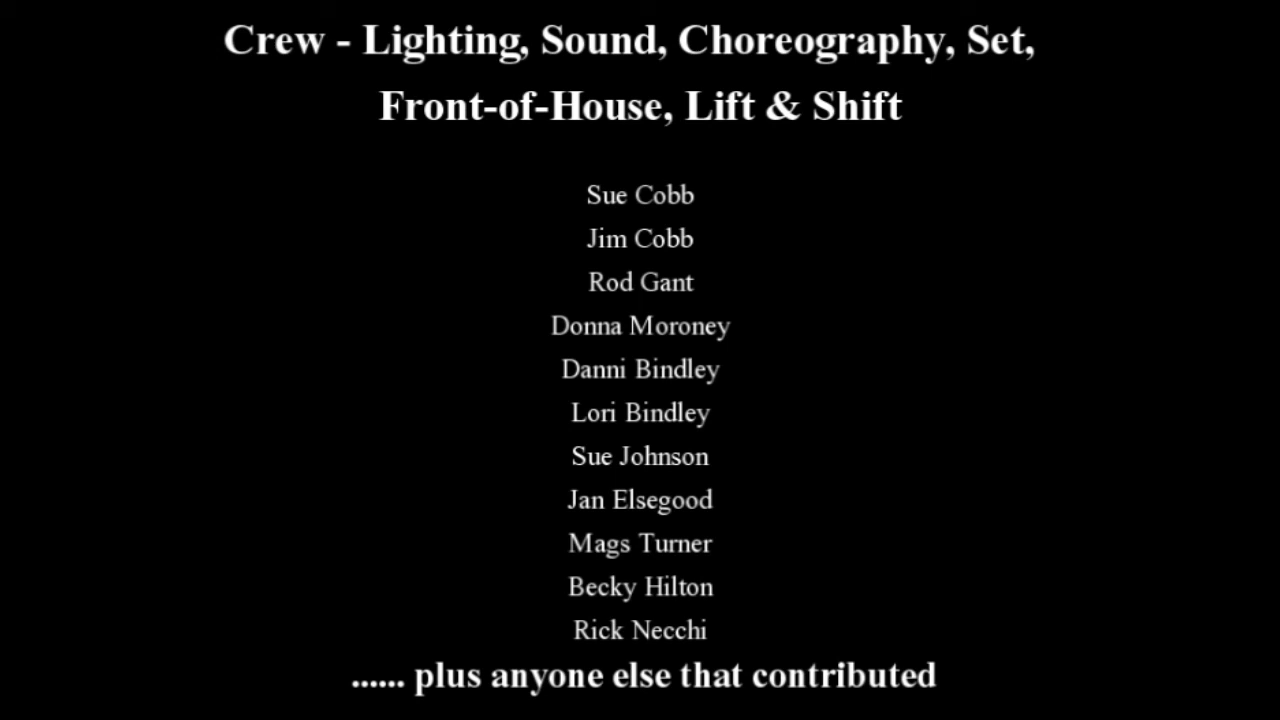 Crew - Lighting, Sound, Choreography, Set,
Front-of-House, Lift & Shift
Sue Cobb
Jim Cobb
Rod Gant
Donna Moroney
Danni Bindley
Lori Bindley
Sue Johnson
Jan Elsegood
Mags Turner
Becky Hilton
Rick Necchi
...... plus anyone else that contributed